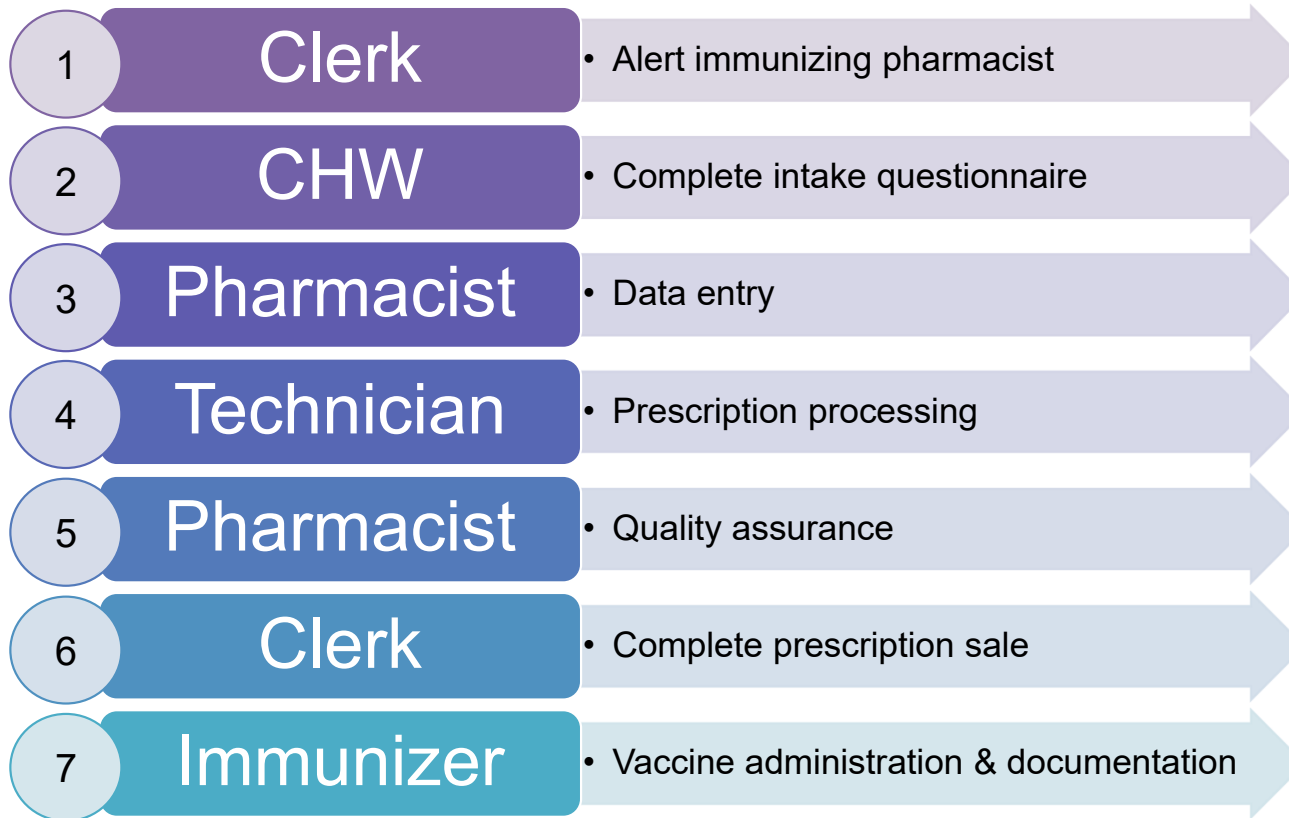 1
Clerk
• Alert immunizing pharmacist
2
CHW
• Complete intake questionnaire
3
Pharmacist
• Data entry
4
Technician
• Prescription processing
5
Pharmacist
• Quality assurance
6
Clerk
• Complete prescription sale
7
Immunizer
• Vaccine administration & documentation